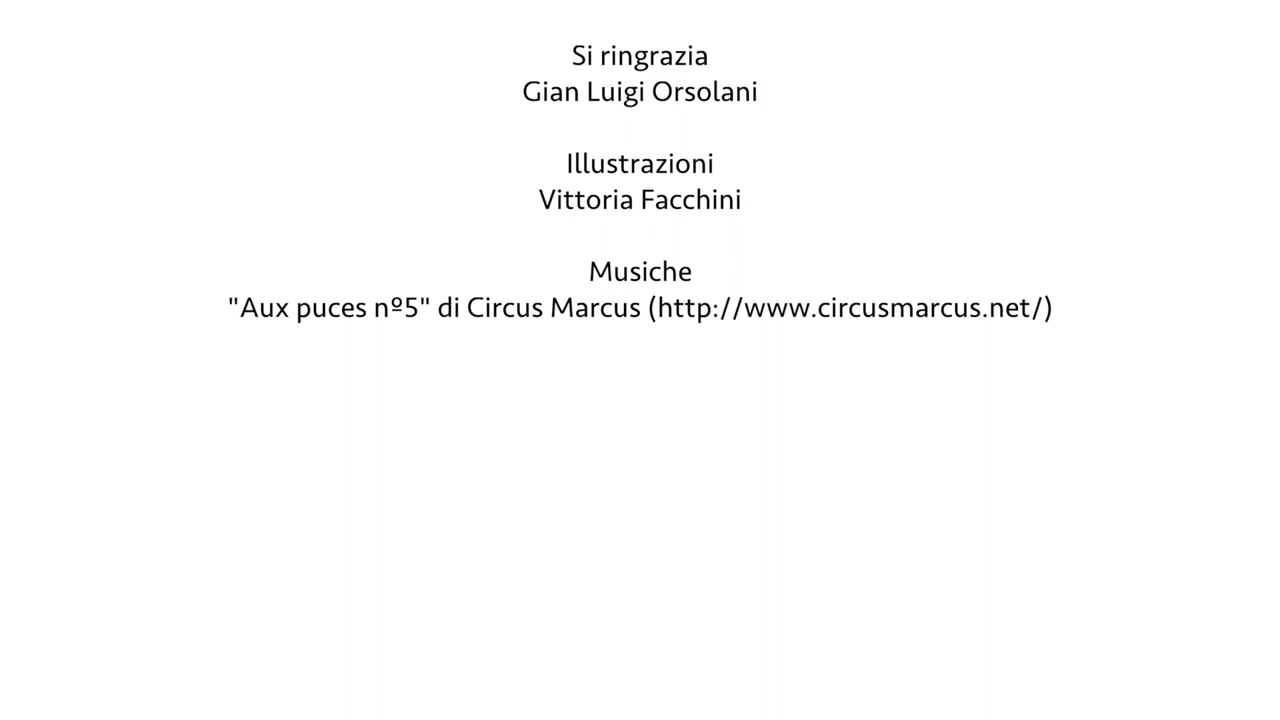 Si ringrazia
Gian Luigi Orsolani
Illustrazioni
Vittoria Facchini
Musiche
"Aux puces nº5" di Circus Marcus (http://www.circusmarcus.net/)